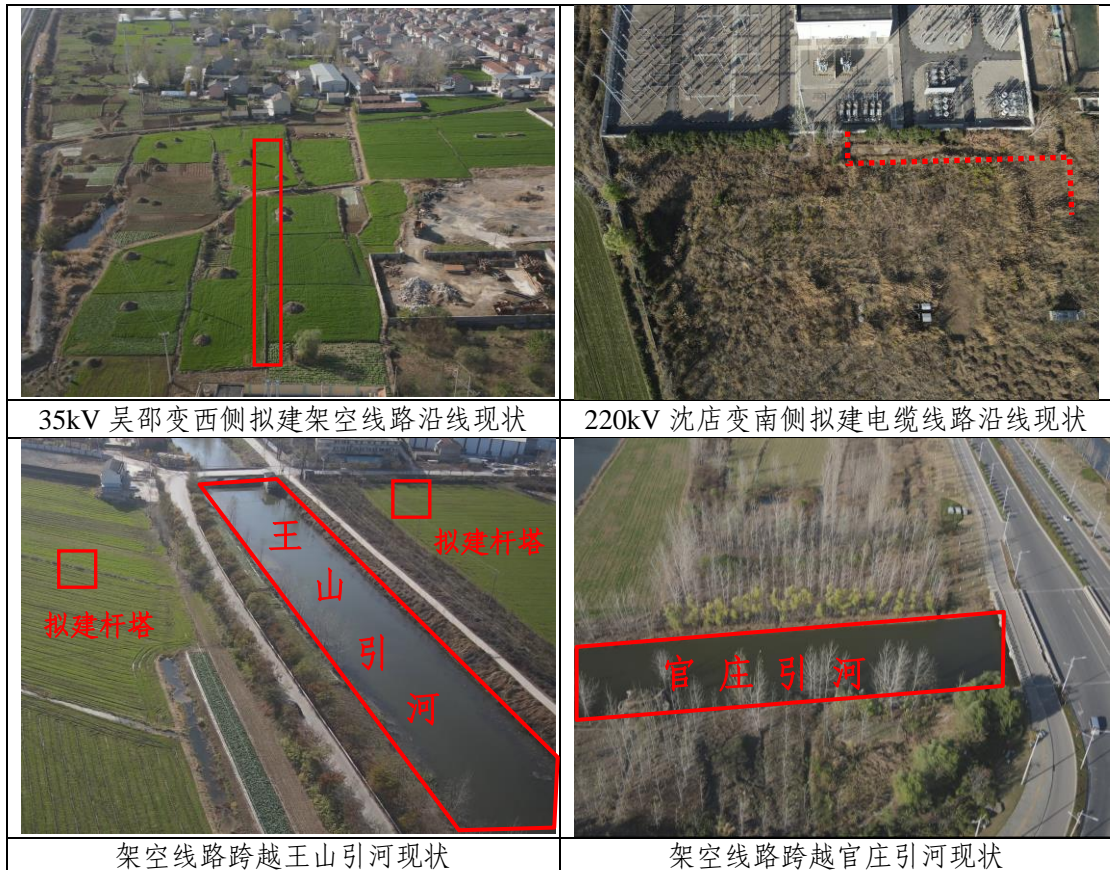 35kV 吴邵变西侧拟建架空线路沿线现状
220kV 沈店变南侧拟建电缆线路沿线现状
王山引河
拟建杆塔
拟建杆塔
官庄引河
架空线路跨越王山引河现状
架空线路跨越官庄引河现状